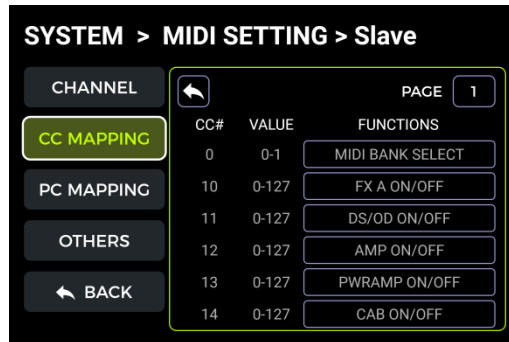 SYSTEM > MIDI SETTING > Slave
CHANNEL
CC MAPPING
PC MAPPING
OTHERS
BACK
PAGE 1
CC# VALUE FUNCTIONS
0 0-1 MIDI BANK SELECT
10 0-127 FX A ON/OFF
11 0-127 DS/OD ON/OFF
12 0-127 AMP ON/OFF
13 0-127 PWRAMP ON/OFF
14 0-127 CAB ON/OFF